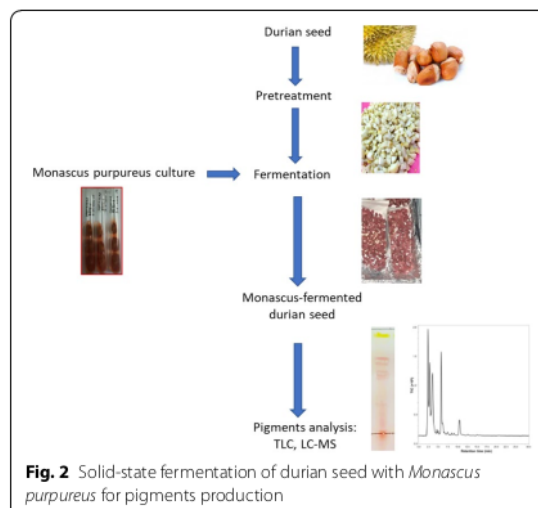 Durian seed
Pretreatment
Monascus purpureus culture
Fermentation
Monascus-fermented
durian seed
Pigments analysis:
TLC, LC-MS
Fig. 2 Solid-state fermentation of durian seed with Monascus
purpureus for pigments production